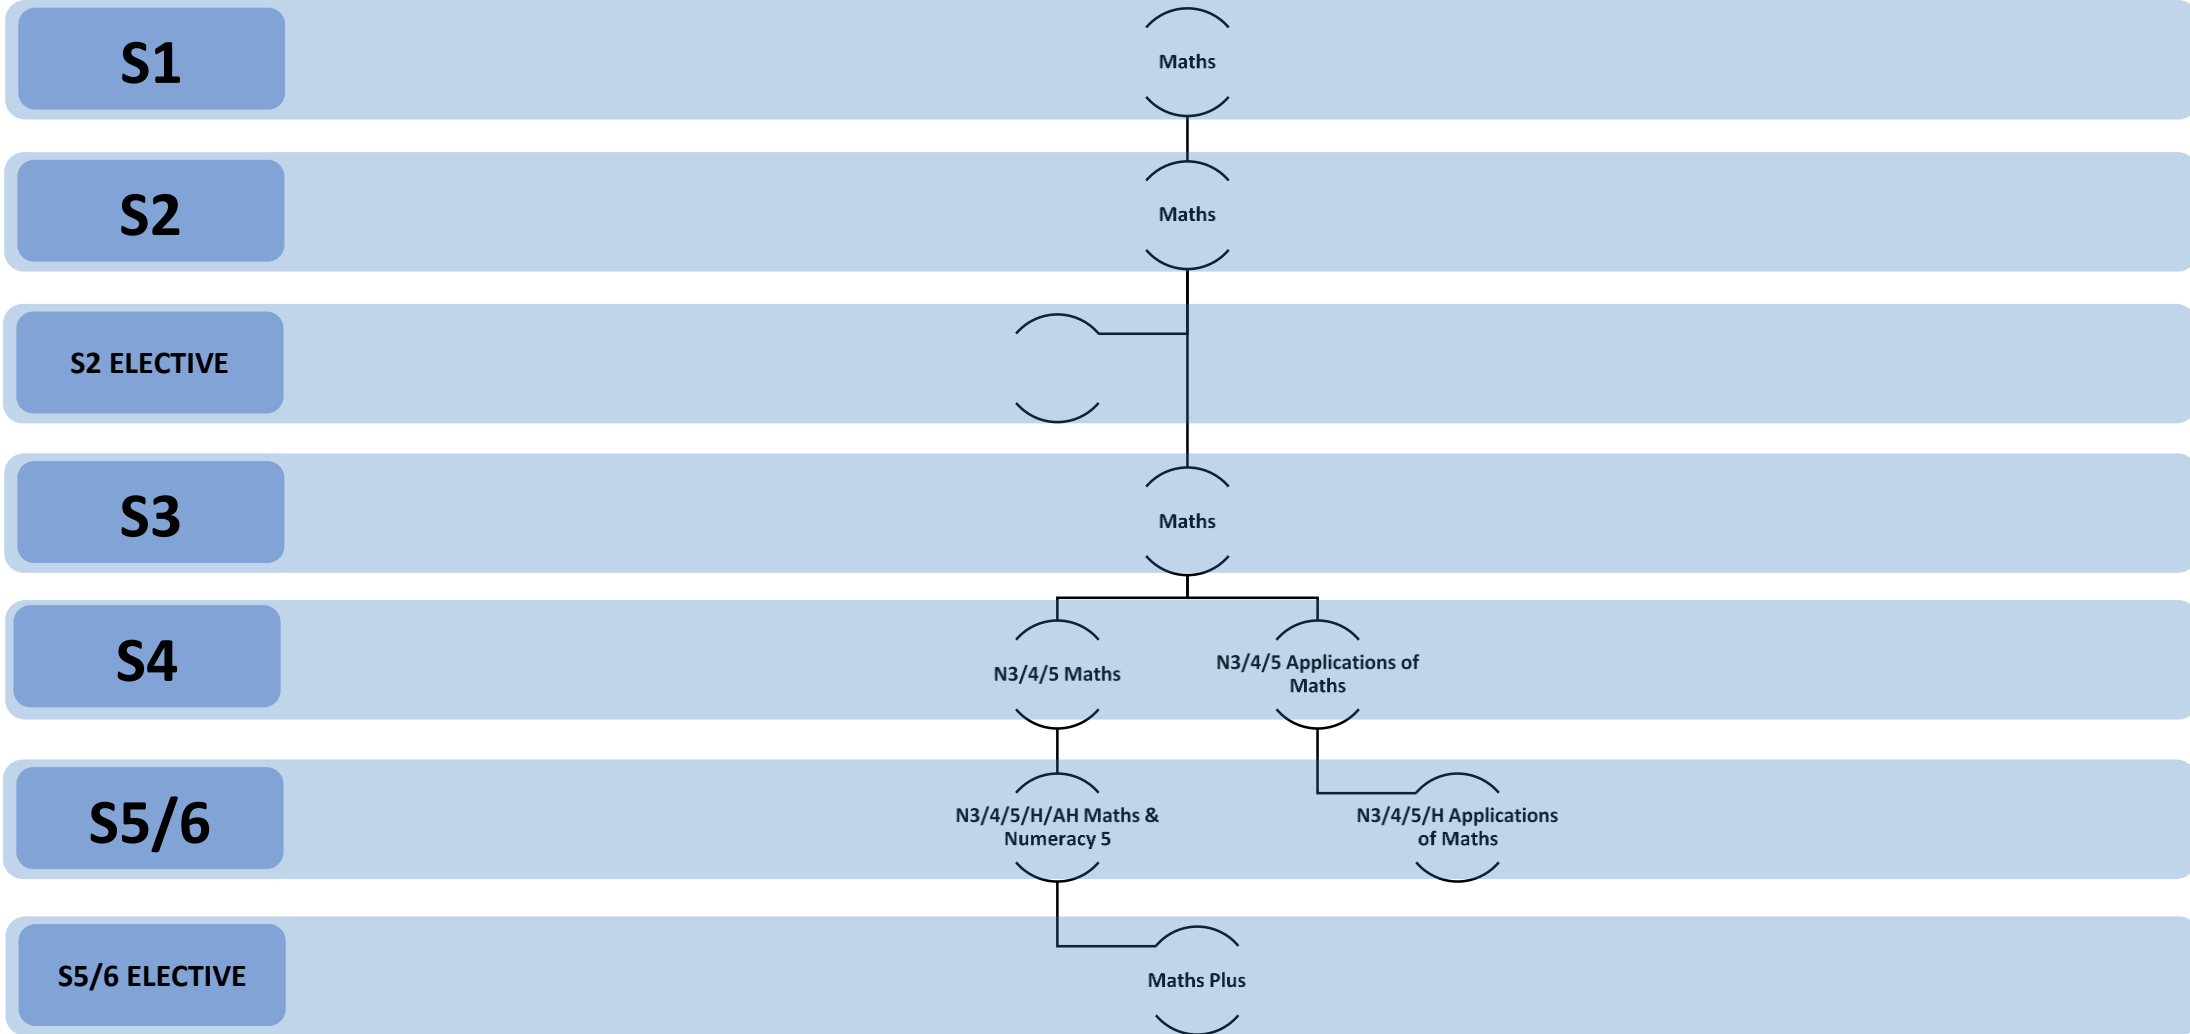 S1
Maths
S2
Maths
S2 ELECTIVE
S3
Maths
S4
N3/4/5 Maths
N3/4/5 Applications of
Maths
S5/6
N3/4/5/H/AH Maths &
Numeracy 5
N3/4/5/H Applications
of Maths
S5/6 ELECTIVE
Maths Plus